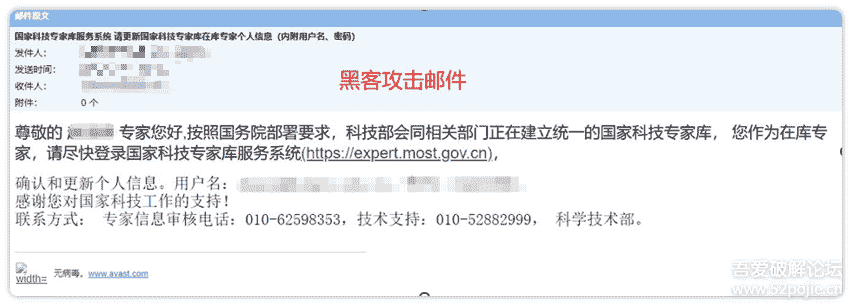 邮件原文
国家科技专家库服务系统 请更新国家科技专家库在库专家个人信息（内附用户名、密码）
发件人：
发送时间：
收件人：
附件： 0 个
黑客攻击邮件
尊敬的 专家您好,按照国务院部署要求，科技部会同相关部门正在建立统一的国家科技专家库， 您作为在库专
家，请尽快登录国家科技专家库服务系统(https://expert.most.gov.cn)，
确认和更新个人信息。用户名：
感谢您对国家科技工作的支持！
联系方式： 专家信息审核电话：010-62598353，技术支持：010-52882999， 科学技术部。
width=
无病毒。www.avast.com
吾爱破解论坛
www.52pojie.cn